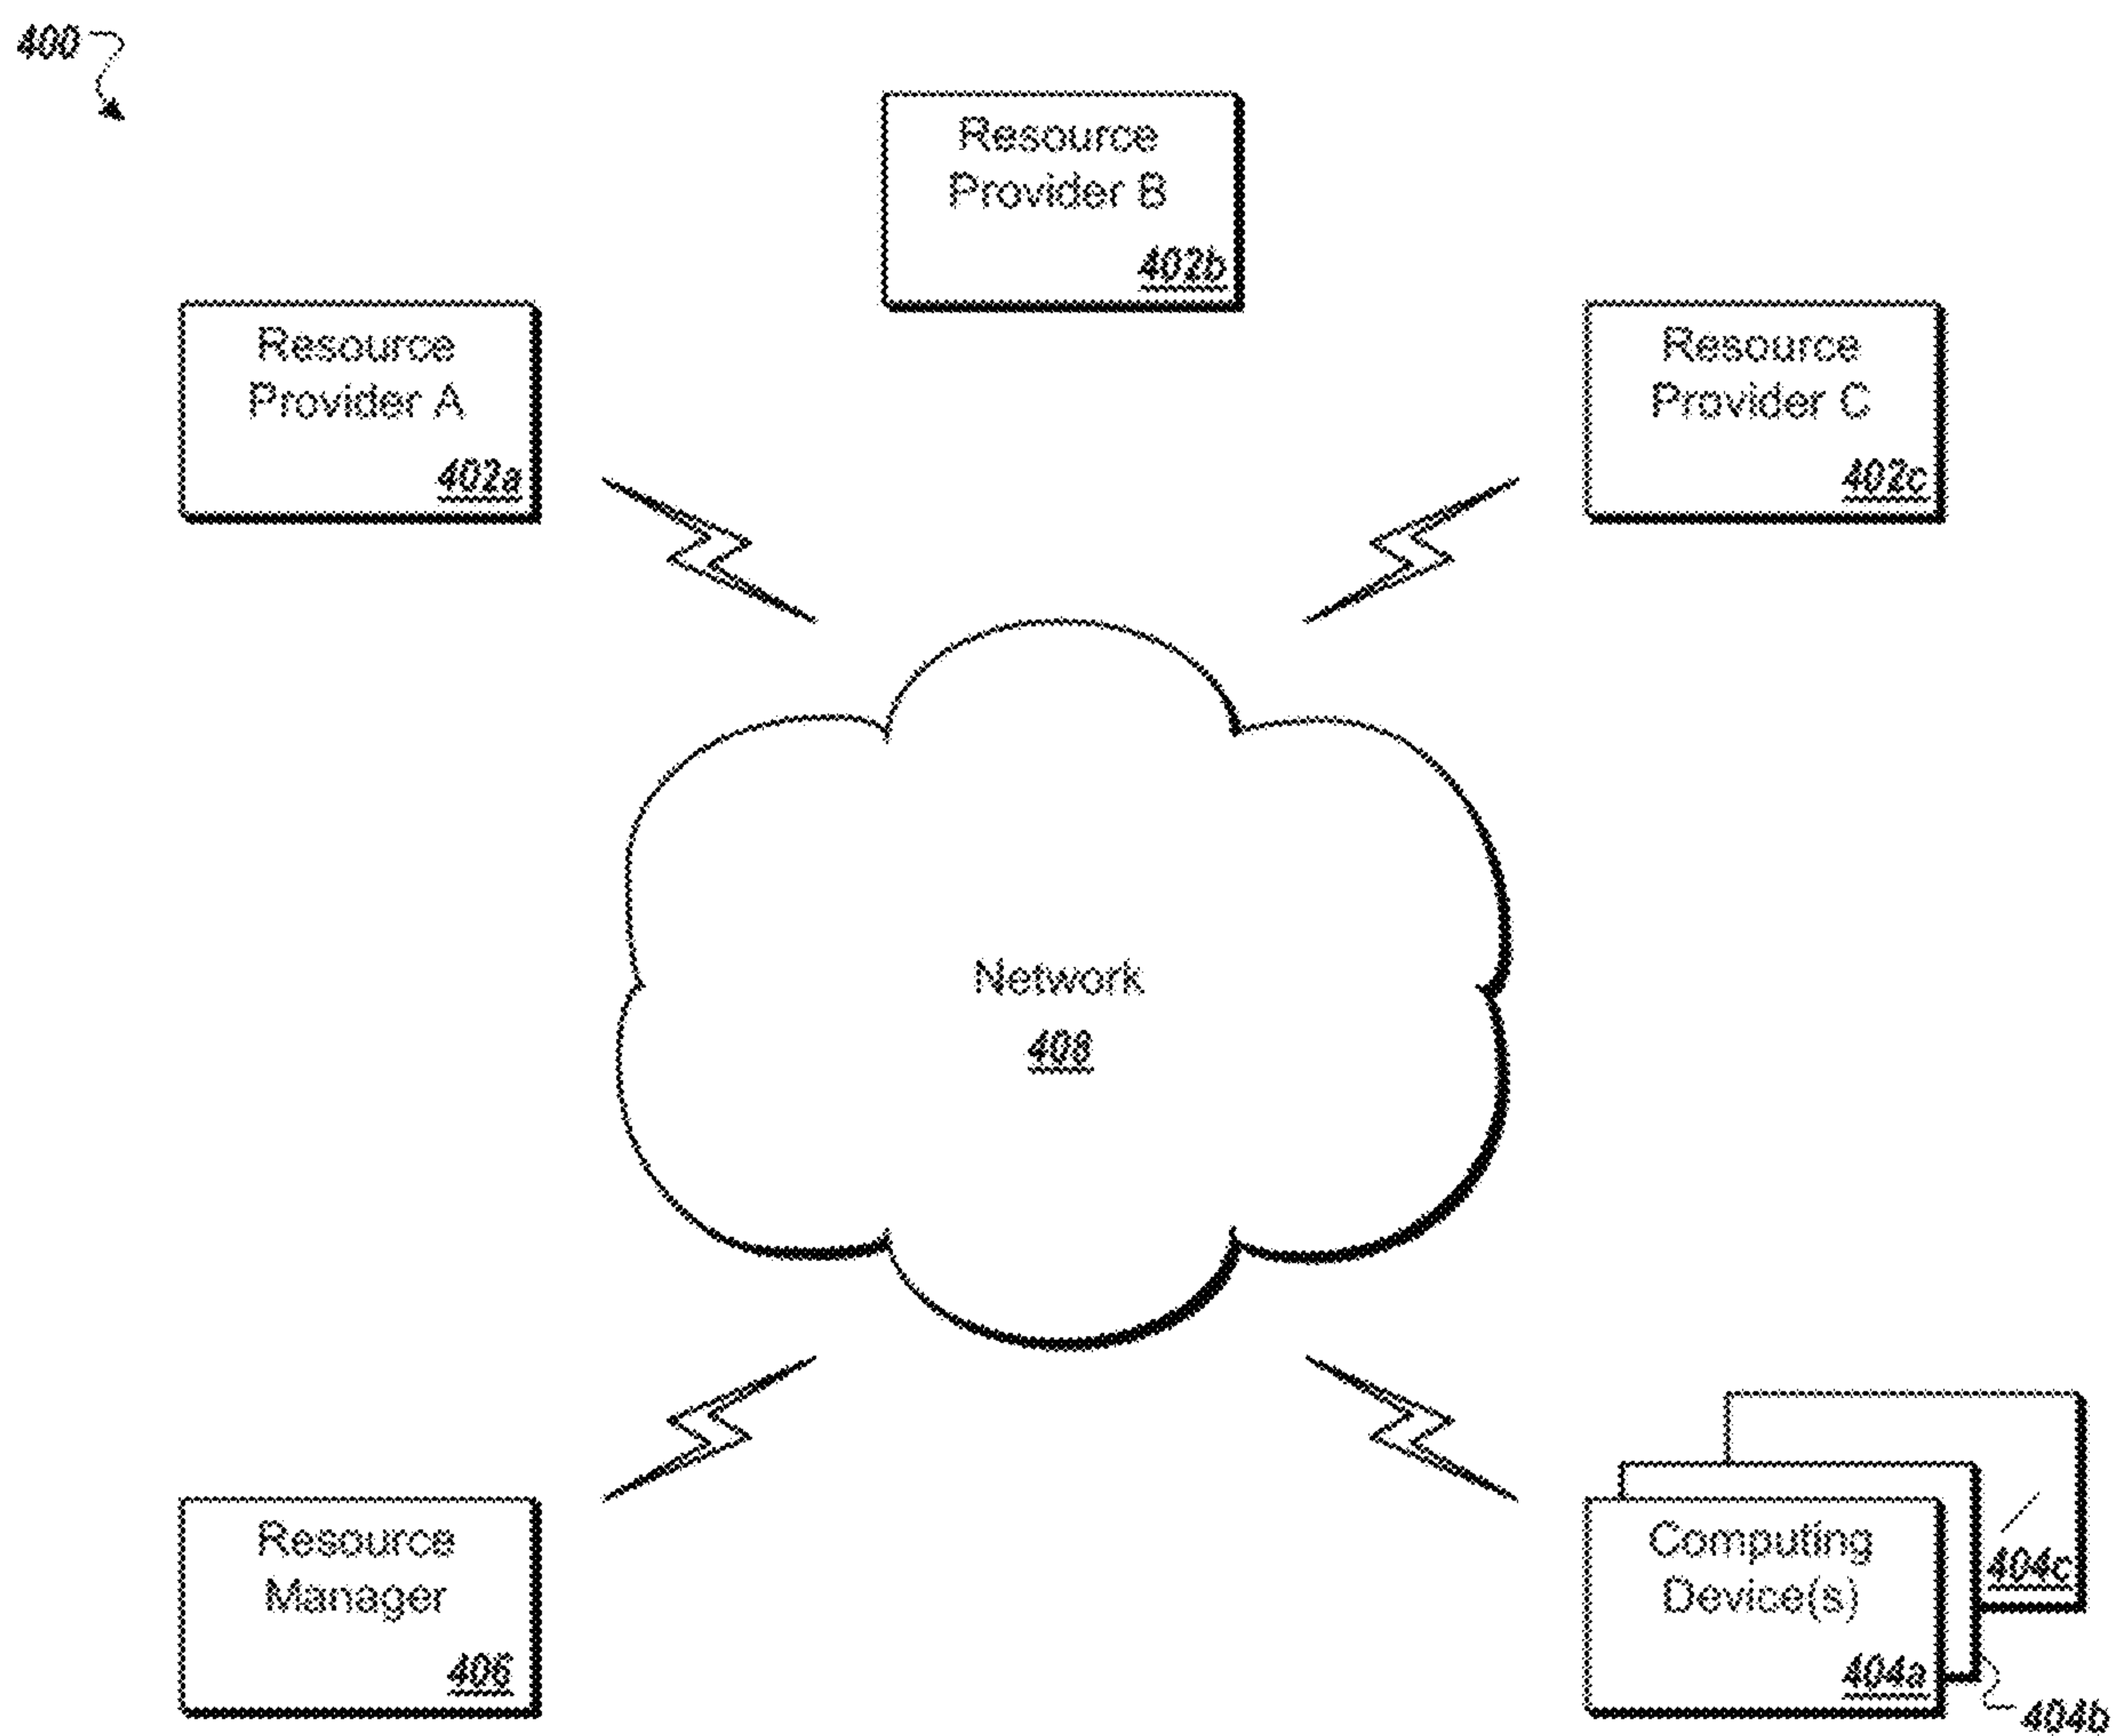 400
Resource
Provider B
402b
Resource
Provider A
402a
Resource
Provider C
402c
Network
408
Resource
Manager
406
Computing
Device(s)
404a
404c
404b